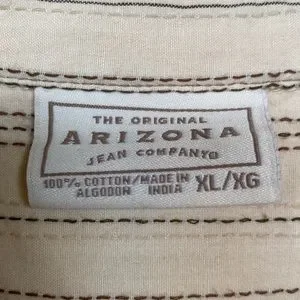 THE ORIGINAL
ARIZONA
JEAN COMPANY®
100% COTTON/MADE IN
ALGODON INDIA
XL/XG